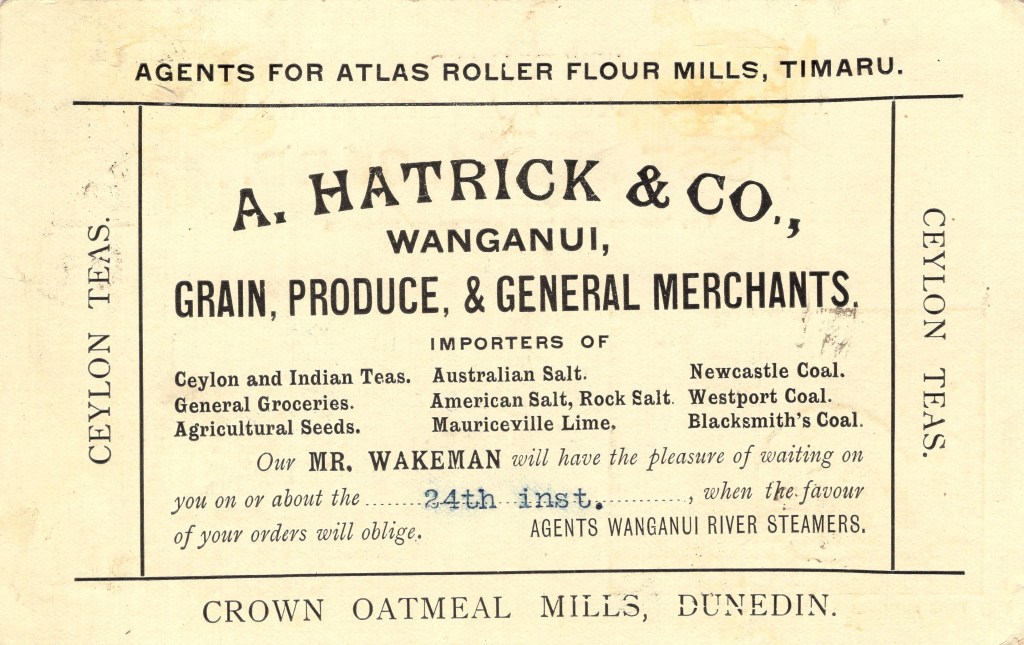 AGENTS FOR ATLAS ROLLER FLOUR MILLS, TIMARU.
CEYLON TEAS.
A. HATRICK & CO.,
WANGANUI,
GRAIN, PRODUCE, & GENERAL MERCHANTS.
IMPORTERS OF
Ceylon and Indian Teas. Australian Salt. Newcastle Coal.
General Groceries. American Salt, Rock Salt. Westport Coal.
Agricultural Seeds. Mauriceville Lime. Blacksmith's Coal.
Our MR. WAKEMAN will have the pleasure of waiting on
you on or about the ........24th inst..............., when the favour
of your orders will oblige. AGENTS WANGANUI RIVER STEAMERS.
CEYLON TEAS.
CROWN OATMEAL MILLS, DUNEDIN.